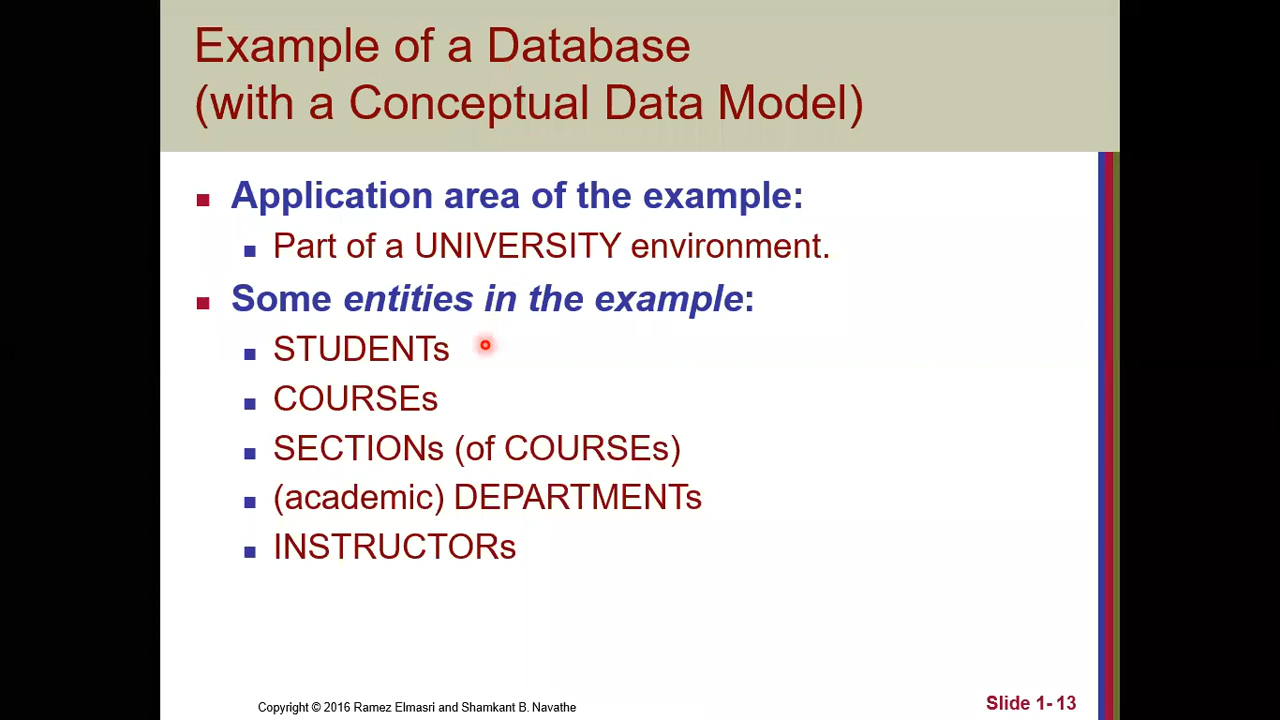 Example of a Database
(with a Conceptual Data Model)
Application area of the example:
Part of a UNIVERSITY environment.
Some entities in the example:
STUDENTs
COURSEs
SECTIONs (of COURSEs)
(academic) DEPARTMENTs
INSTRUCTORs
Copyright © 2016 Ramez Elmasri and Shamkant B. Navathe
Slide 1- 13